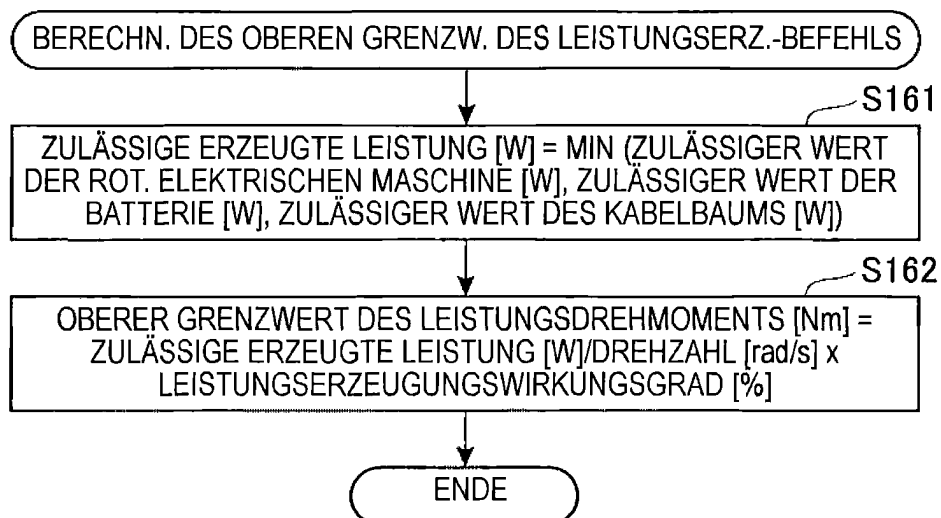 BERECHN. DES OBEREN GRENZW. DES LEISTUNGSERZ.-BEFEHLS
S161
ZULÄSSIGE ERZEUGTE LEISTUNG [W] = MIN (ZULÄSSIGER WERT
DER ROT. ELEKTRISCHEN MASCHINE [W], ZULÄSSIGER WERT DER
BATTERIE [W], ZULÄSSIGER WERT DES KABELBAUMS [W])
S162
OBERER GRENZWERT DES LEISTUNGSDREHMOMENTS [Nm] =
ZULÄSSIGE ERZEUGTE LEISTUNG [W]/DREHZAHL [rad/s] x
LEISTUNGSERZEUGUNGSWIRKUNGSGRAD [%]
ENDE